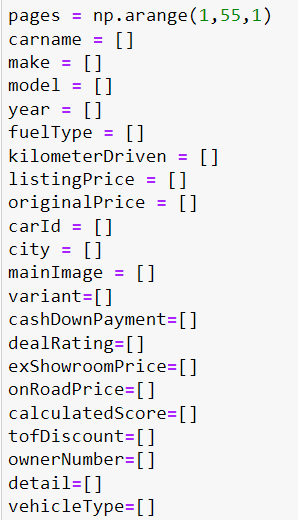 pages = np.arange(1,55,1)
carname = []
make = []
model = []
year = []
fuelType = []
kilometerDriven = []
listingPrice = []
originalPrice = []
carId = []
city = []
mainImage = []
variant=[]
cashDownPayment=[]
dealRating=[]
exShowroomPrice=[]
onRoadPrice=[]
calculatedScore=[]
tofDiscount=[]
ownerNumber=[]
detail=[]
vehicleType=[]